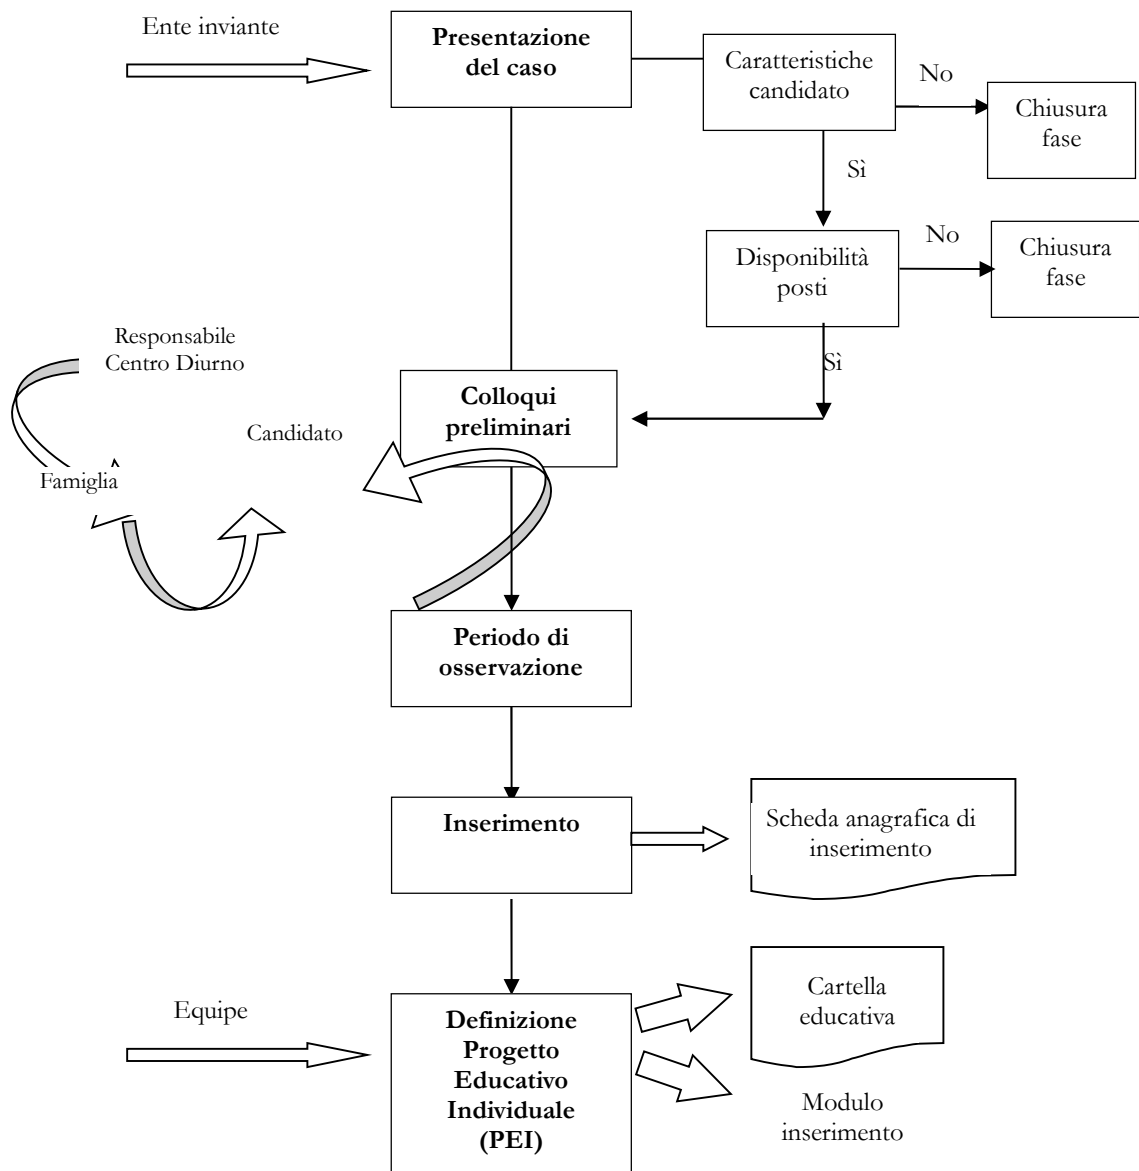 Ente inviante
Presentazione
del caso
Caratteristiche
candidato
No
Chiusura
fase
Sì
Disponibilità
posti
No
Chiusura
fase
Sì
Responsabile
Centro Diurno
Colloqui
preliminari
Candidato
Famiglia
Periodo di
osservazione
Inserimento
Scheda anagrafica di
inserimento
Equipe
Definizione
Progetto
Educativo
Individuale
(PEI)
Cartella
educativa
Modulo
inserimento